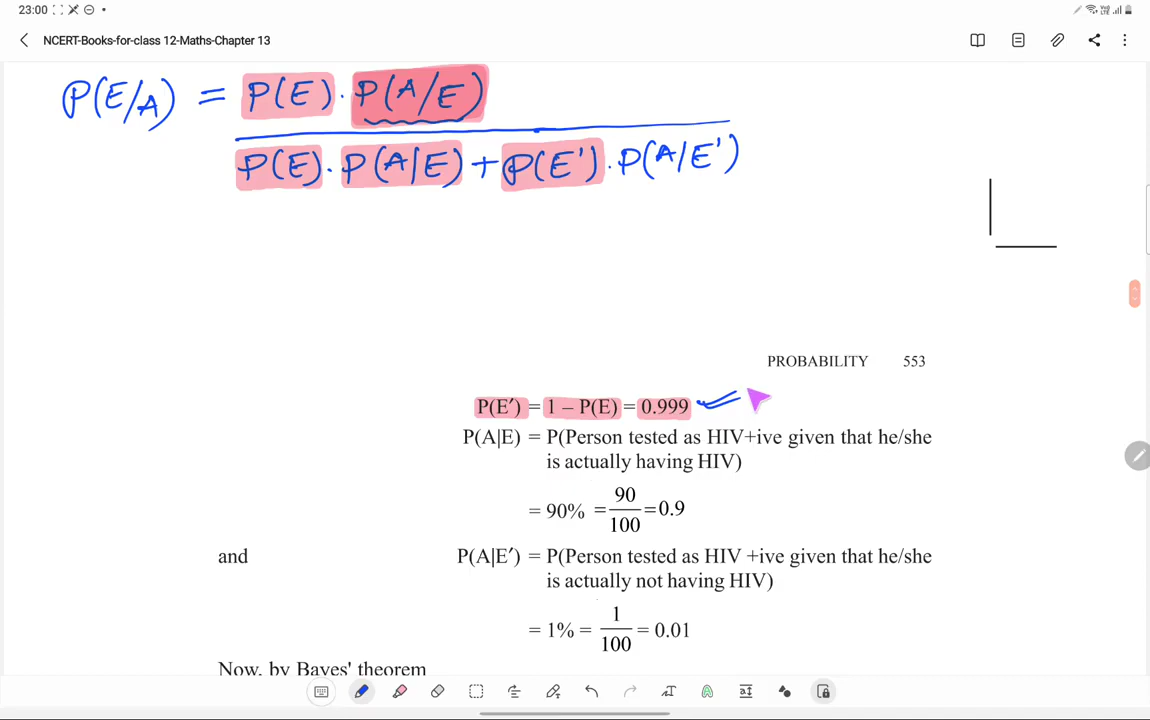 23:00
NCERT-Books-for-class 12-Maths-Chapter 13
P(E/A) = P(E) . P(A/E)
P(E) . P(A|E) + P(E') . P(A/E')
PROBABILITY 553
P(E′) = 1 – P(E) = 0.999
P(A|E) = P(Person tested as HIV+ive given that he/she
is actually having HIV)
= 90% = 90/100 = 0.9
and P(A|E′) = P(Person tested as HIV +ive given that he/she
is actually not having HIV)
= 1% = 1/100 = 0.01
Now, by Bayes' theorem